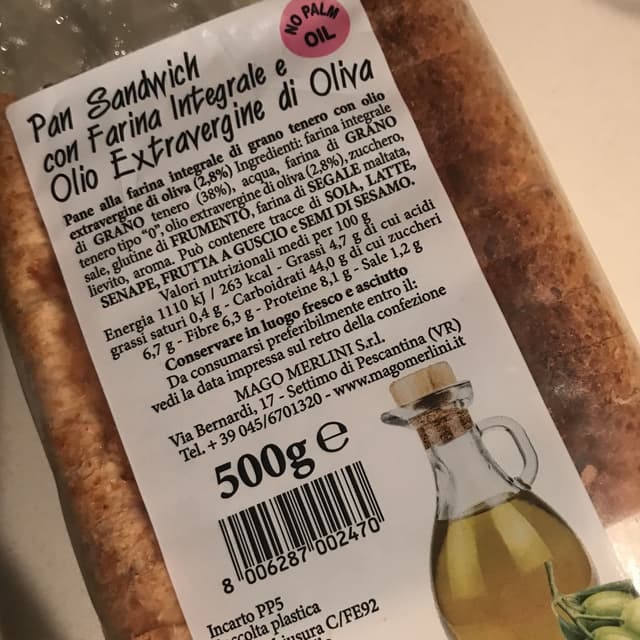 NO PALM
OIL
Pan Sandwich
con Farina Integrale e
Olio Extravergine di Oliva
Pane alla farina integrale di grano tenero con olio
extravergine di oliva (2,8%) Ingredienti: farina integrale
di GRANO tenero (38%), acqua, farina di GRANO
tenero tipo "0", olio extravergine di oliva (2,8%), zucchero,
sale, glutine di FRUMENTO, farina di SEGALE maltata,
lievito, aroma. Può contenere tracce di SOIA, LATTE,
SENAPE, FRUTTA A GUSCIO e SEMI DI SESAMO.
Valori nutrizionali medi per 100 g
Energia 1110 kJ / 263 kcal - Grassi 4,7 g di cui acidi
grassi saturi 0,4 g - Carboidrati 44,0 g di cui zuccheri
6,7 g - Fibre 6,3 g - Proteine 8,1 g - Sale 1,2 g
Conservare in luogo fresco e asciutto
Da consumarsi preferibilmente entro il:
vedi la data impressa sul retro della confezione
MAGO MERLINI S.r.l.
Via Bernardi, 17 - Settimo di Pescantina (VR)
Tel. + 39 045/6701320 - www.magomerlini.it
500g e
8 006287 002470
Incarto PP5
plastica
C/FE92